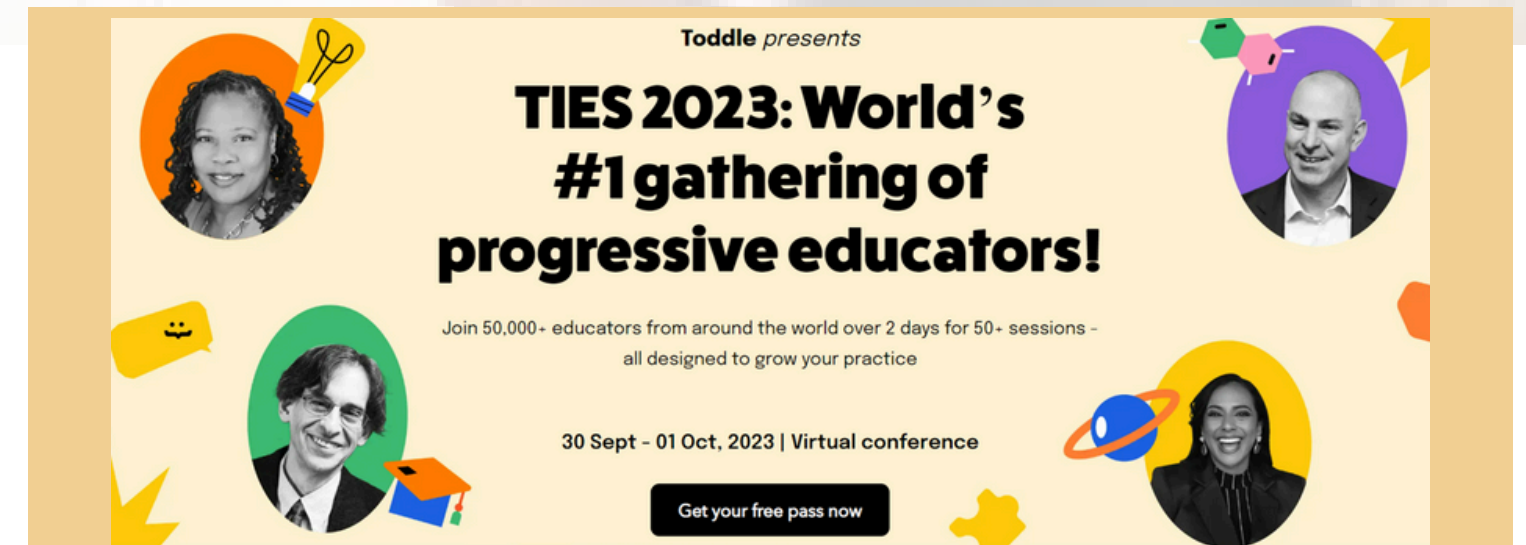 Toddle presents
TIES 2023: World’s
#1 gathering of
progressive educators!
Join 50,000+ educators from around the world over 2 days for 50+ sessions -
all designed to grow your practice
30 Sept - 01 Oct, 2023 | Virtual conference
Get your free pass now